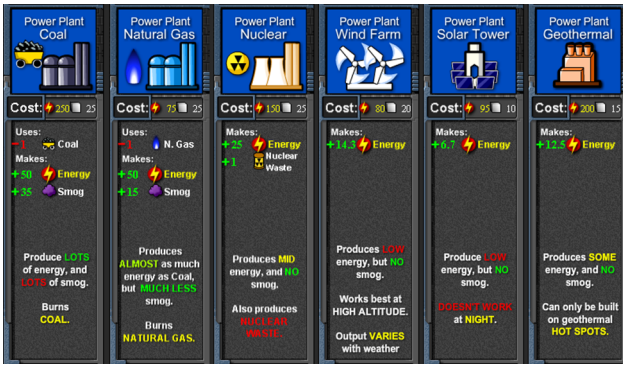 Power Plant
Coal
Cost: 250 25
Uses:
-1 Coal
Makes:
+50 Energy
+35 Smog
Produce LOTS
of energy, and
LOTS of smog.
Burns
COAL.
Power Plant
Natural Gas
Cost: 75 25
Uses:
-1 N. Gas
Makes:
+50 Energy
+15 Smog
Produces
ALMOST as much
energy as Coal,
but MUCH LESS
smog.
Burns
NATURAL GAS.
Power Plant
Nuclear
Cost: 150 25
Makes:
+25 Energy
+1 Nuclear
Waste
Produces MID
energy, and NO
smog.
Also produces
NUCLEAR
WASTE.
Power Plant
Wind Farm
Cost: 80 20
Makes:
+14.3 Energy
Produces LOW
energy, but NO
smog.
Works best at
HIGH ALTITUDE.
Output VARIES
with weather
Power Plant
Solar Tower
Cost: 95 10
Makes:
+6.7 Energy
Produces LOW
energy, but NO
smog.
DOESN'T WORK
at NIGHT.
Power Plant
Geothermal
Cost: 200 15
Makes:
+12.5 Energy
Produces SOME
energy, and NO
smog.
Can only be built
on geothermal
HOT SPOTS.